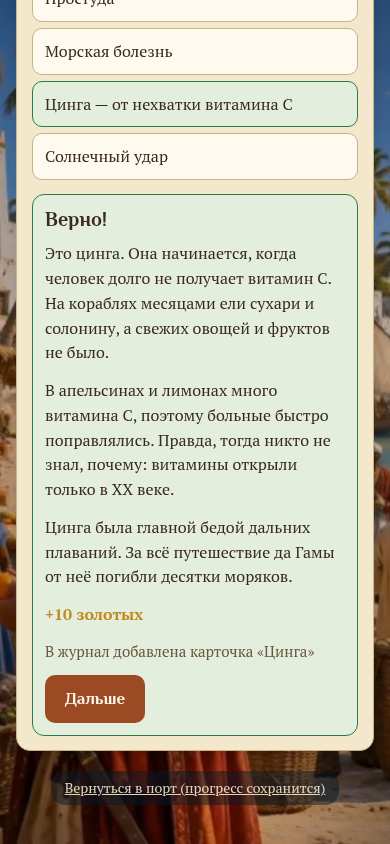 Простуда
Морская болезнь
Цинга — от нехватки витамина С
Солнечный удар
Верно!
Это цинга. Она начинается, когда
человек долго не получает витамин С.
На кораблях месяцами ели сухари и
солонину, а свежих овощей и фруктов
не было.
В апельсинах и лимонах много
витамина С, поэтому больные быстро
поправлялись. Правда, тогда никто не
знал, почему: витамины открыли
только в XX веке.
Цинга была главной бедой дальних
плаваний. За всё путешествие да Гамы
от неё погибли десятки моряков.
+10 золотых
В журнал добавлена карточка «Цинга»
Дальше
Вернуться в порт (прогресс сохранится)